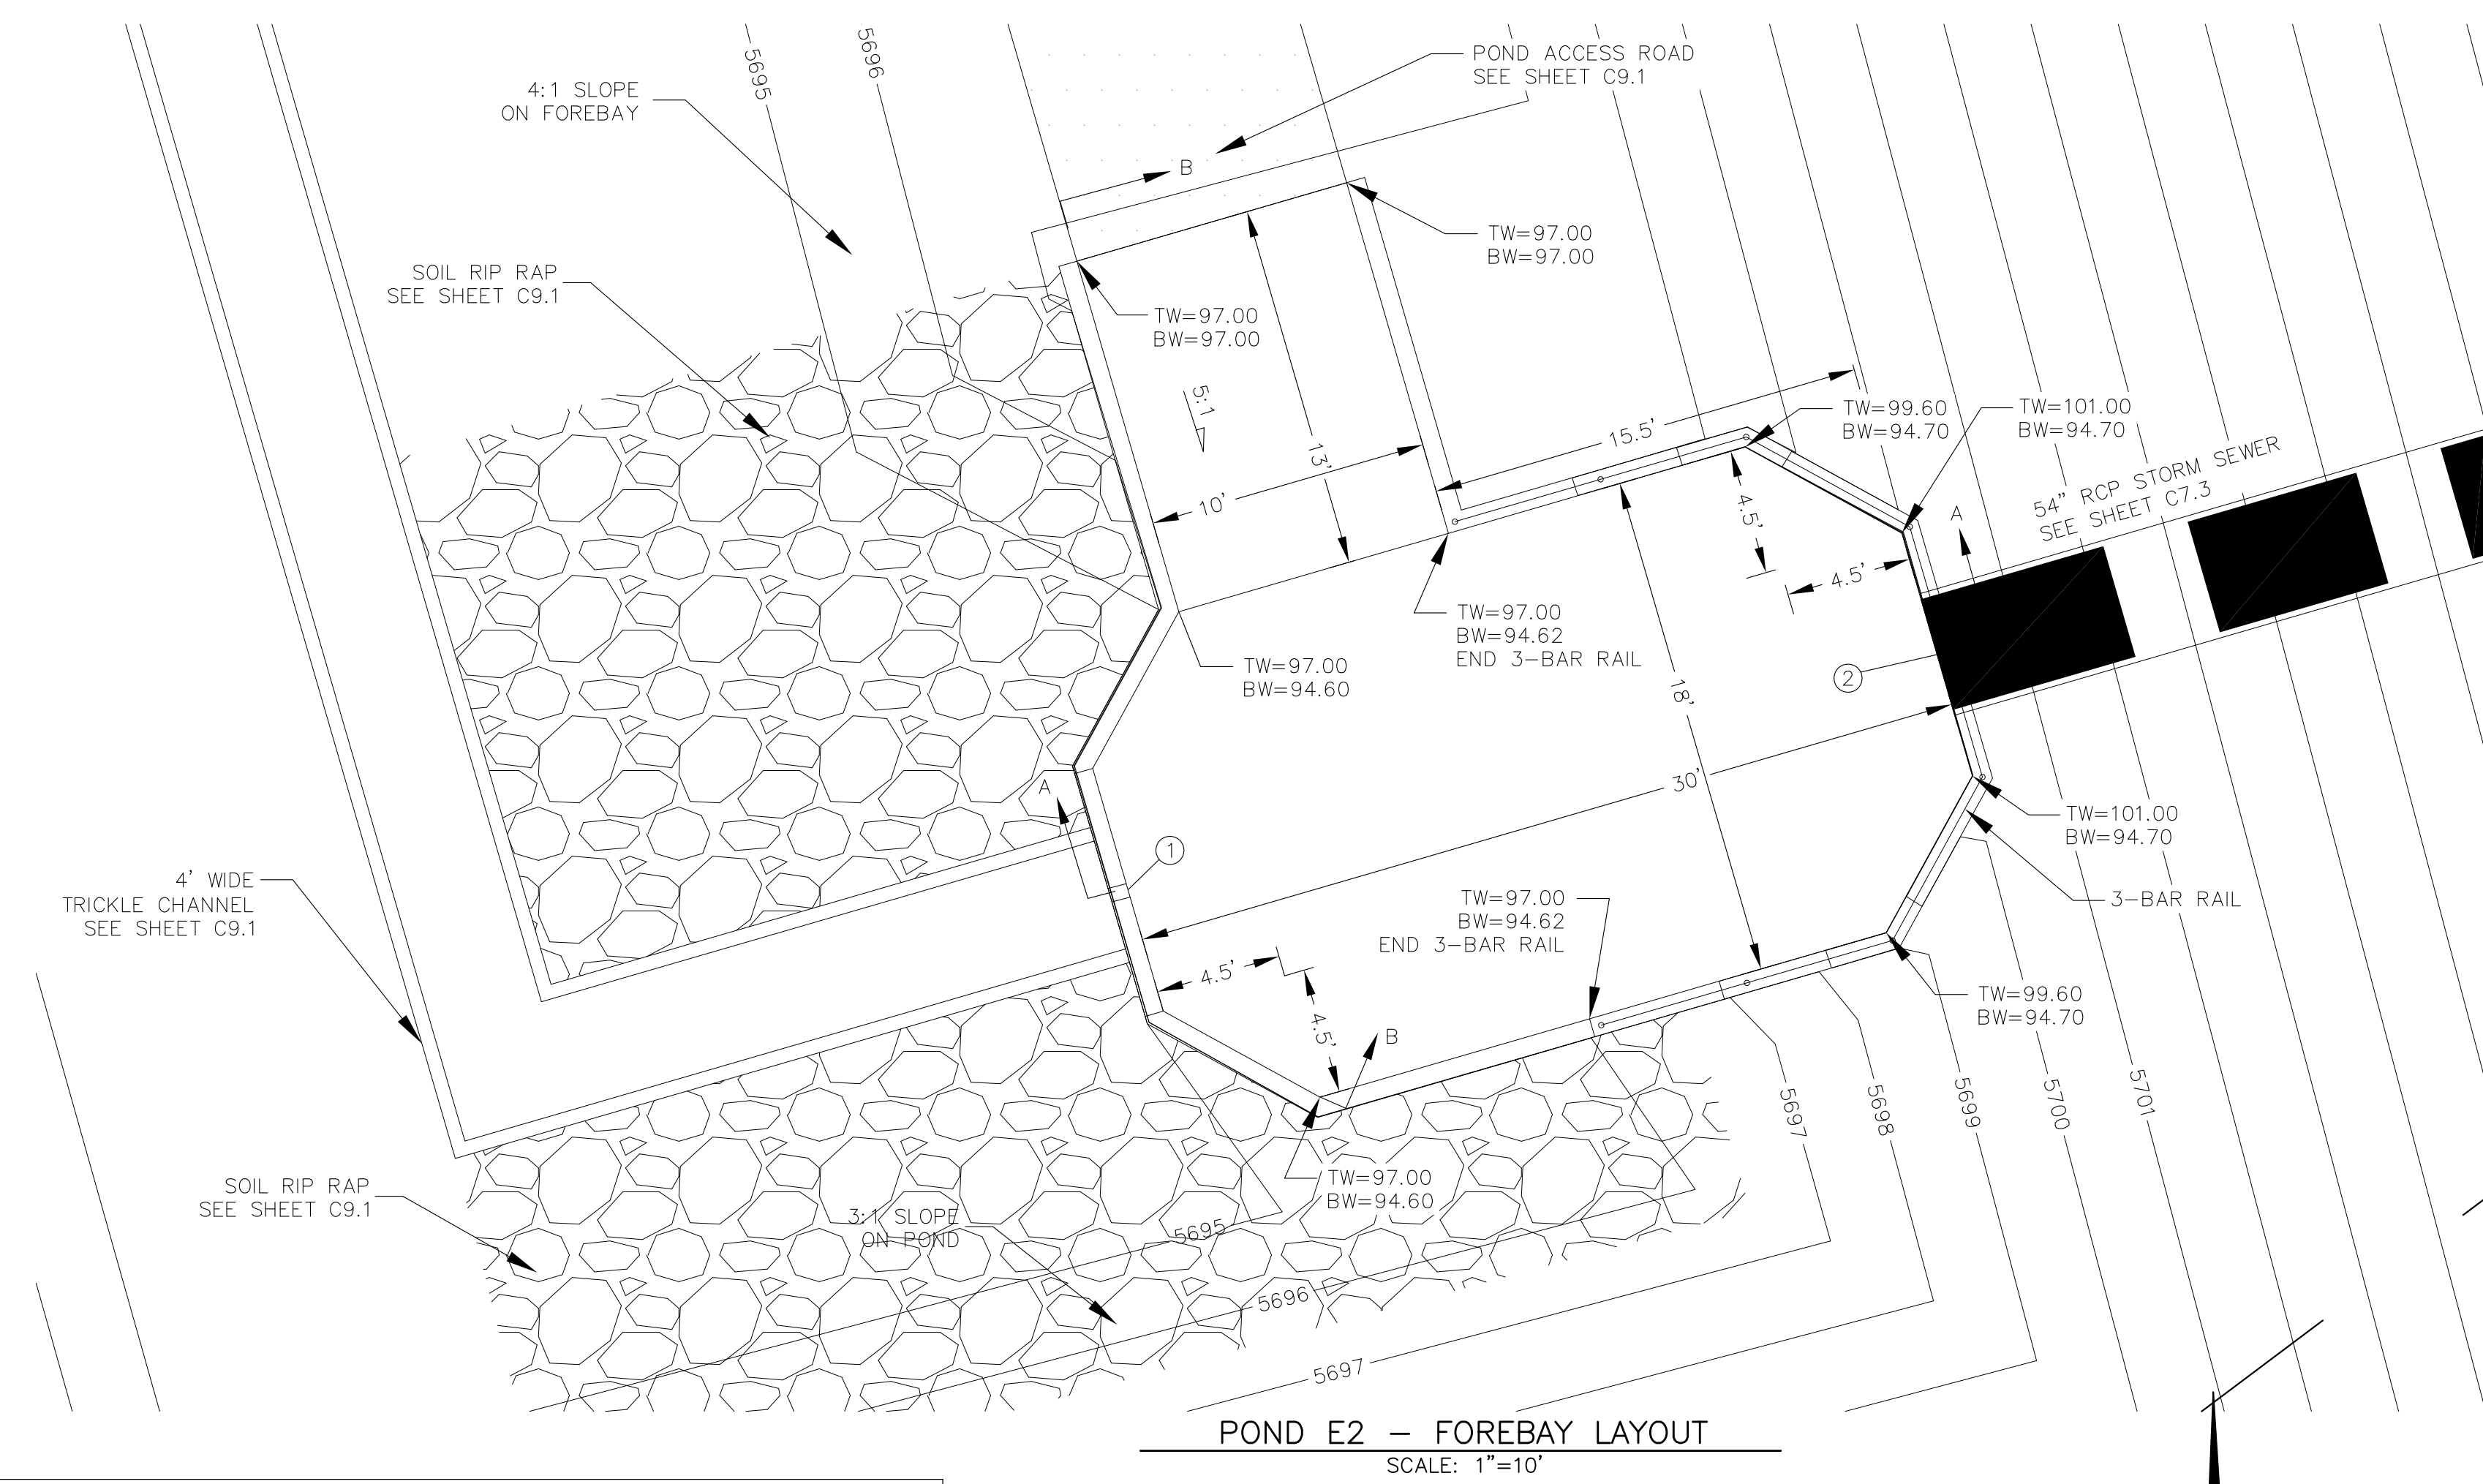 5695
5696
POND ACCESS ROAD
SEE SHEET C9.1
4:1 SLOPE
ON FOREBAY
B
TW=97.00
BW=97.00
SOIL RIP RAP
SEE SHEET C9.1
TW=97.00
BW=97.00
5:1
13'
10'
15.5'
TW=99.60
BW=94.70
TW=101.00
BW=94.70
4.5'
4.5'
54" RCP STORM SEWER
SEE SHEET C7.3
A
TW=97.00
BW=94.62
END 3-BAR RAIL
TW=97.00
BW=94.60
2
18'
30'
A
1
TW=101.00
BW=94.70
4' WIDE
TRICKLE CHANNEL
SEE SHEET C9.1
TW=97.00
BW=94.62
END 3-BAR RAIL
3-BAR RAIL
4.5'
4.5'
B
TW=99.60
BW=94.70
5697
5698
5699
5700
5701
SOIL RIP RAP
SEE SHEET C9.1
TW=97.00
BW=94.60
3:1 SLOPE
ON POND
5695
5696
5697
POND E2 - FOREBAY LAYOUT
SCALE: 1"=10'